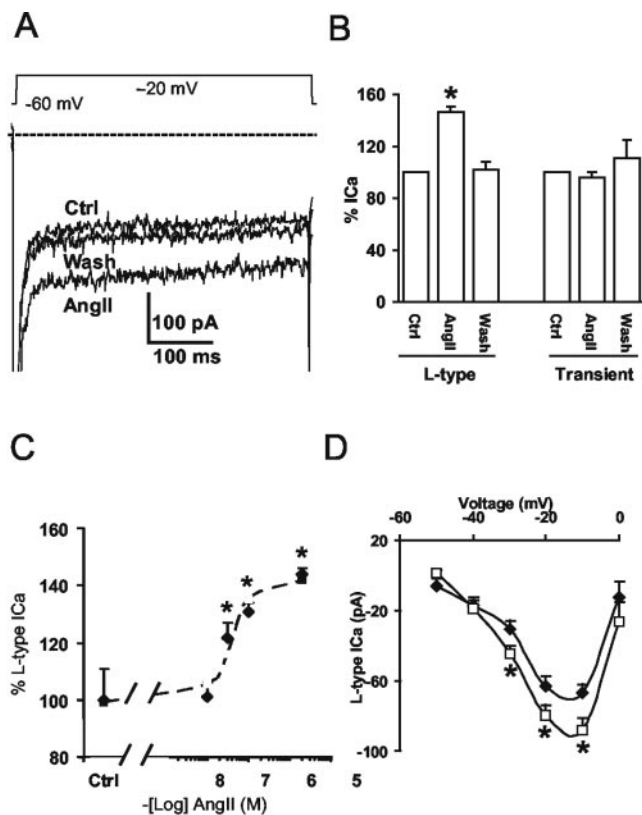 A
−20 mV
-60 mV
Ctrl
Wash
AngII
100 pA
100 ms
B
% ICa
160
120
80
40
0
*
Ctrl
AngII
Wash
Ctrl
AngII
Wash
L-type
Transient
C
% L-type ICa
160
140
120
100
80
*
*
*
Ctrl
8
7
6
5
-[Log] AngII (M)
D
Voltage (mV)
-60
-40
-20
0
20
-20
-60
-100
L-type ICa (pA)
*
*
*